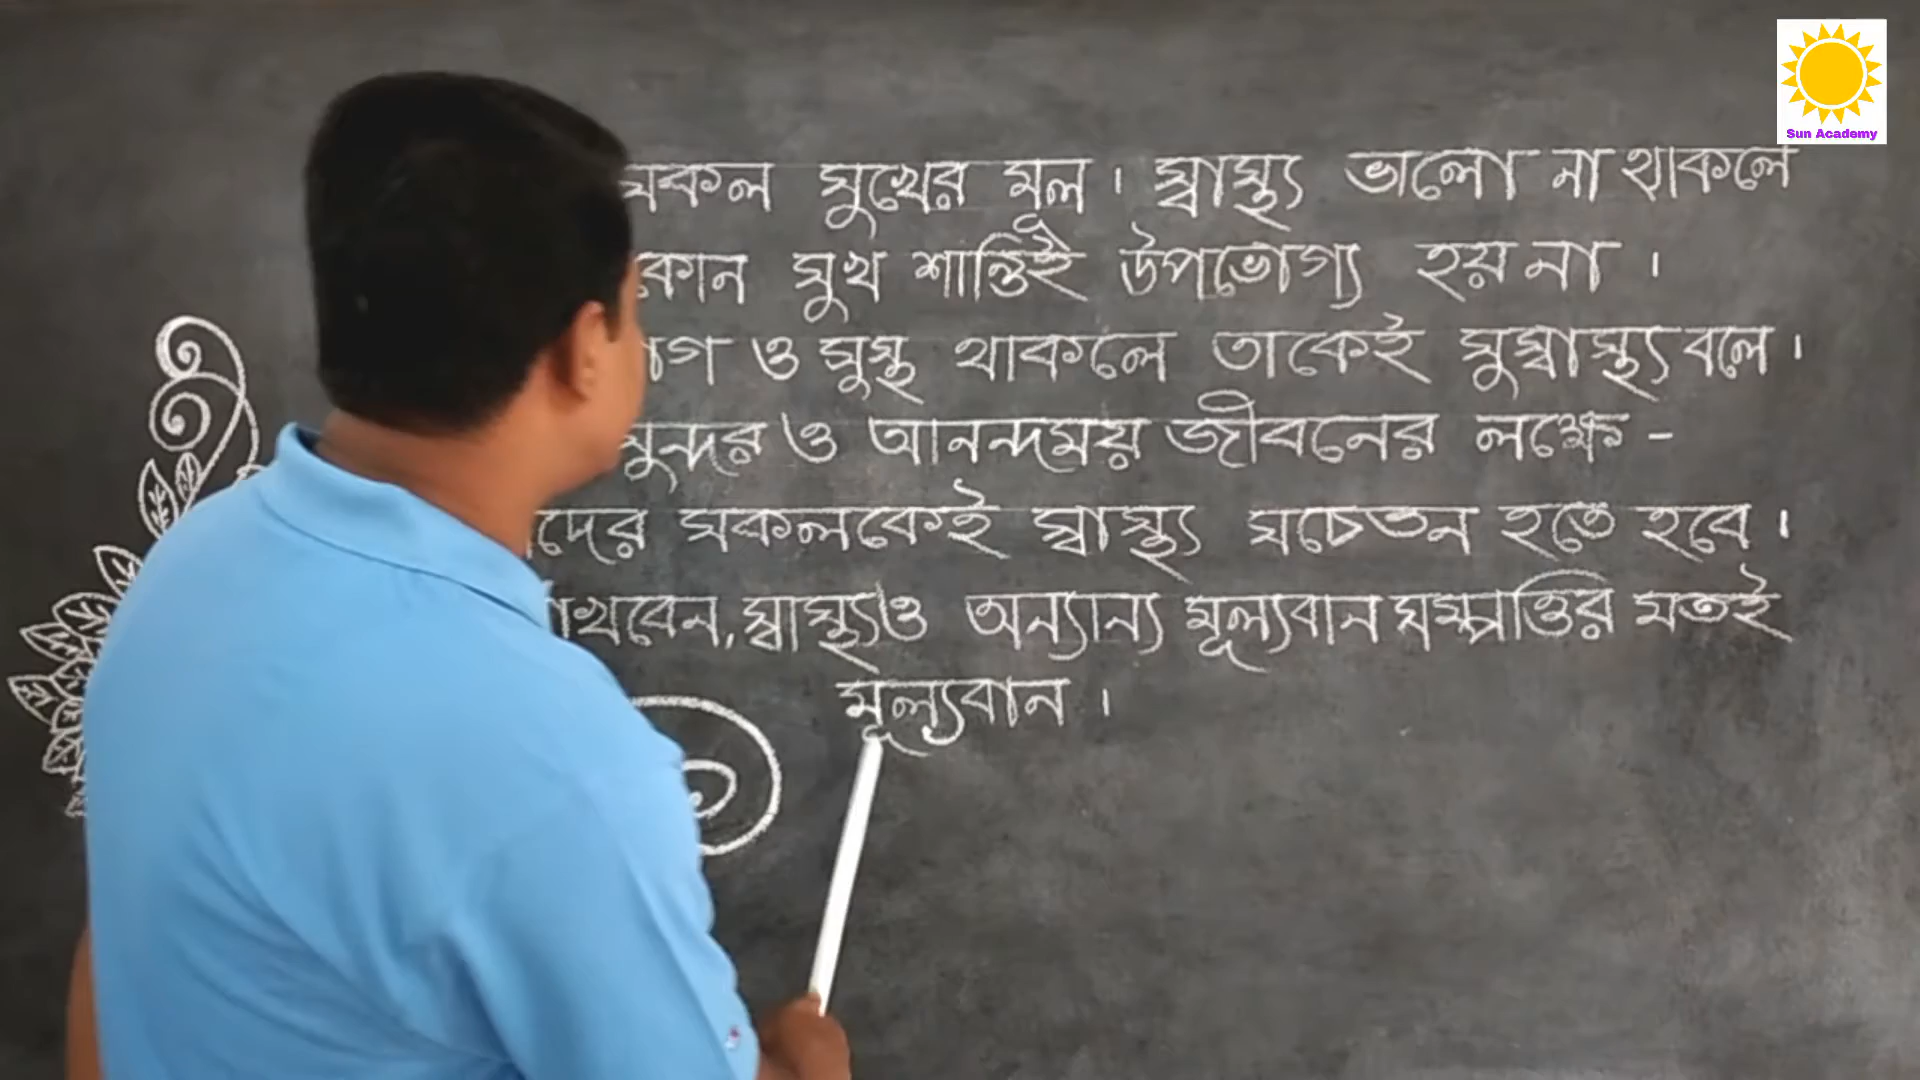 সকল সুখের মূল। স্বাস্থ্য ভালো না থাকলে
কোন সুখ শান্তিই উপভোগ্য হয় না।
ও সুস্থ থাকলে তাকেই সুস্বাস্থ্য বলে।
সুন্দর ও আনন্দময় জীবনের লক্ষে -
সকলকেই স্বাস্থ্য সচেতন হতে হবে।
স্বাস্থ্যও অন্যান্য মূল্যবান সম্পত্তির মতই
মূল্যবান।
Sun Academy